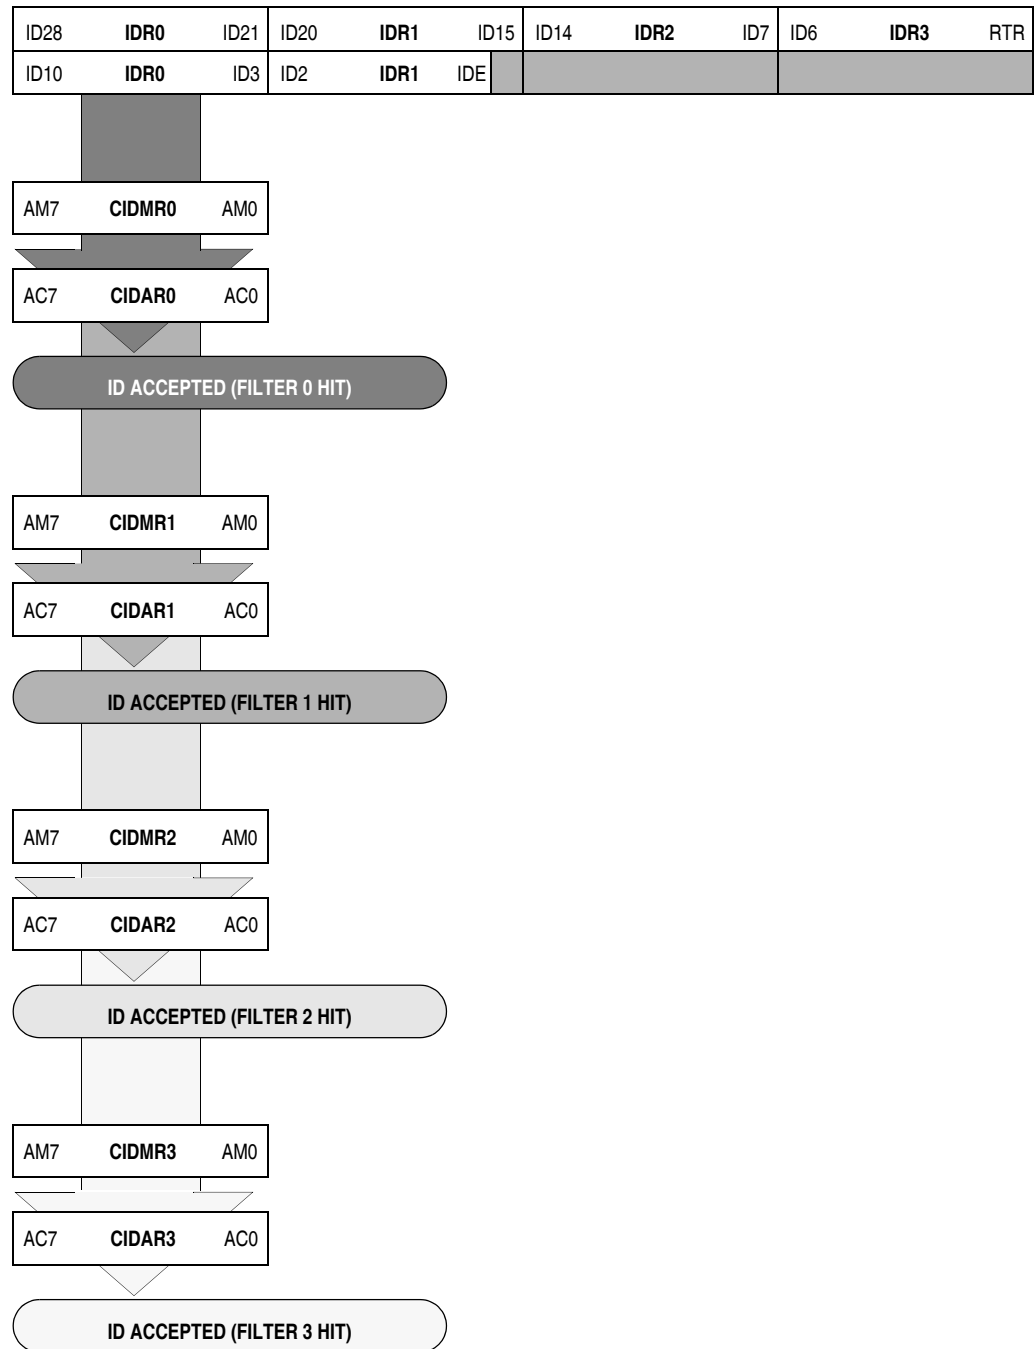 ID28 IDR0 ID21 ID20 IDR1 ID15 ID14 IDR2 ID7 ID6 IDR3 RTR
ID10 IDR0 ID3 ID2 IDR1 IDE
AM7 CIDMR0 AM0
AC7 CIDAR0 AC0
ID ACCEPTED (FILTER 0 HIT)
AM7 CIDMR1 AM0
AC7 CIDAR1 AC0
ID ACCEPTED (FILTER 1 HIT)
AM7 CIDMR2 AM0
AC7 CIDAR2 AC0
ID ACCEPTED (FILTER 2 HIT)
AM7 CIDMR3 AM0
AC7 CIDAR3 AC0
ID ACCEPTED (FILTER 3 HIT)